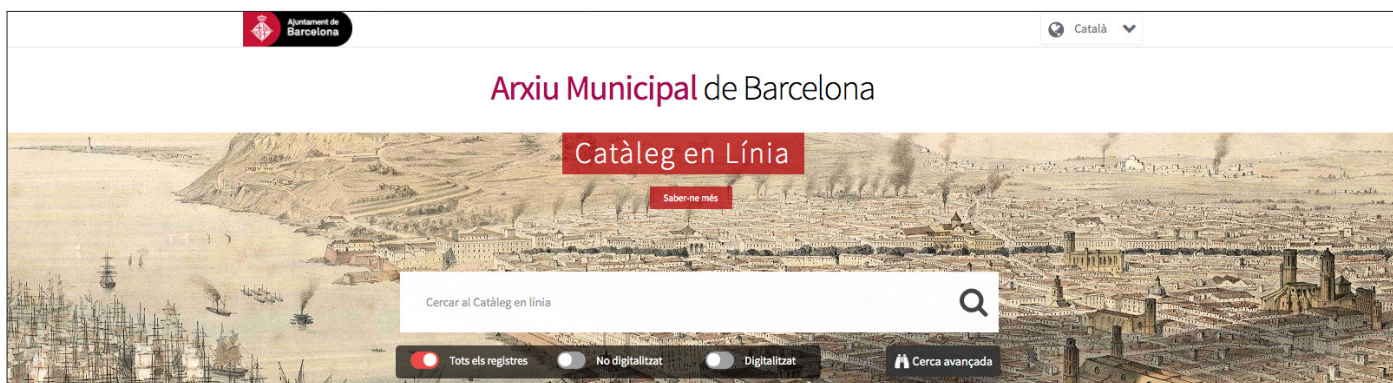 Ajuntament de
Barcelona
Català
Arxiu Municipal de Barcelona
Catàleg en Línia
Saber-ne més
Cercar al Catàleg en línia
Tots els registres No digitalitzat Digitalitzat Cerca avançada